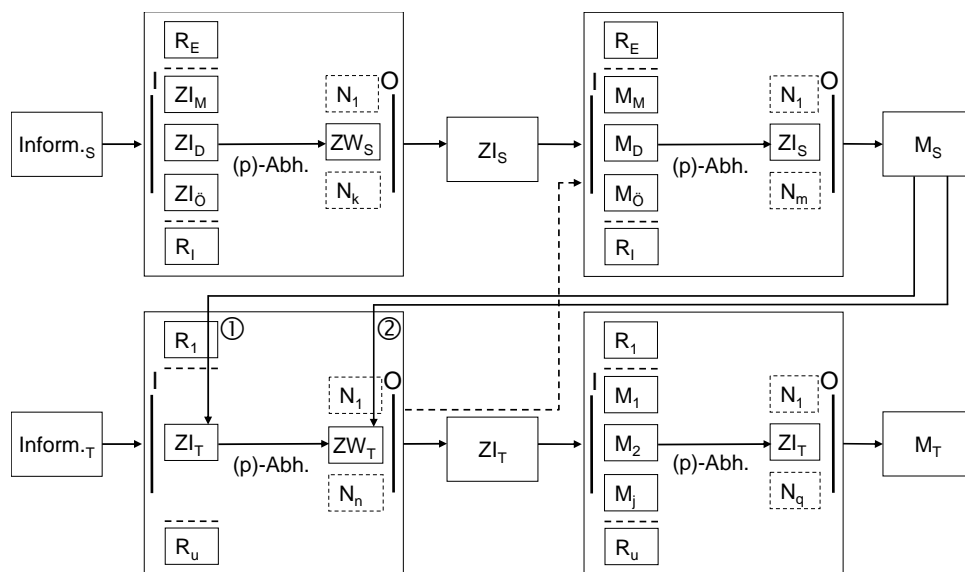 R_E
I
ZI_M
N_1
O
Inform._S
ZI_D
ZW_S
(p)-Abh.
ZI_Ö
N_k
R_I
ZI_S
R_E
I
M_M
N_1
O
M_D
ZI_S
(p)-Abh.
M_Ö
N_m
R_I
M_S
①
②
R_1
I
N_1
O
Inform._T
ZI_T
ZW_T
(p)-Abh.
N_n
R_u
ZI_T
R_1
I
M_1
N_1
O
M_2
ZI_T
(p)-Abh.
M_j
N_q
R_u
M_T